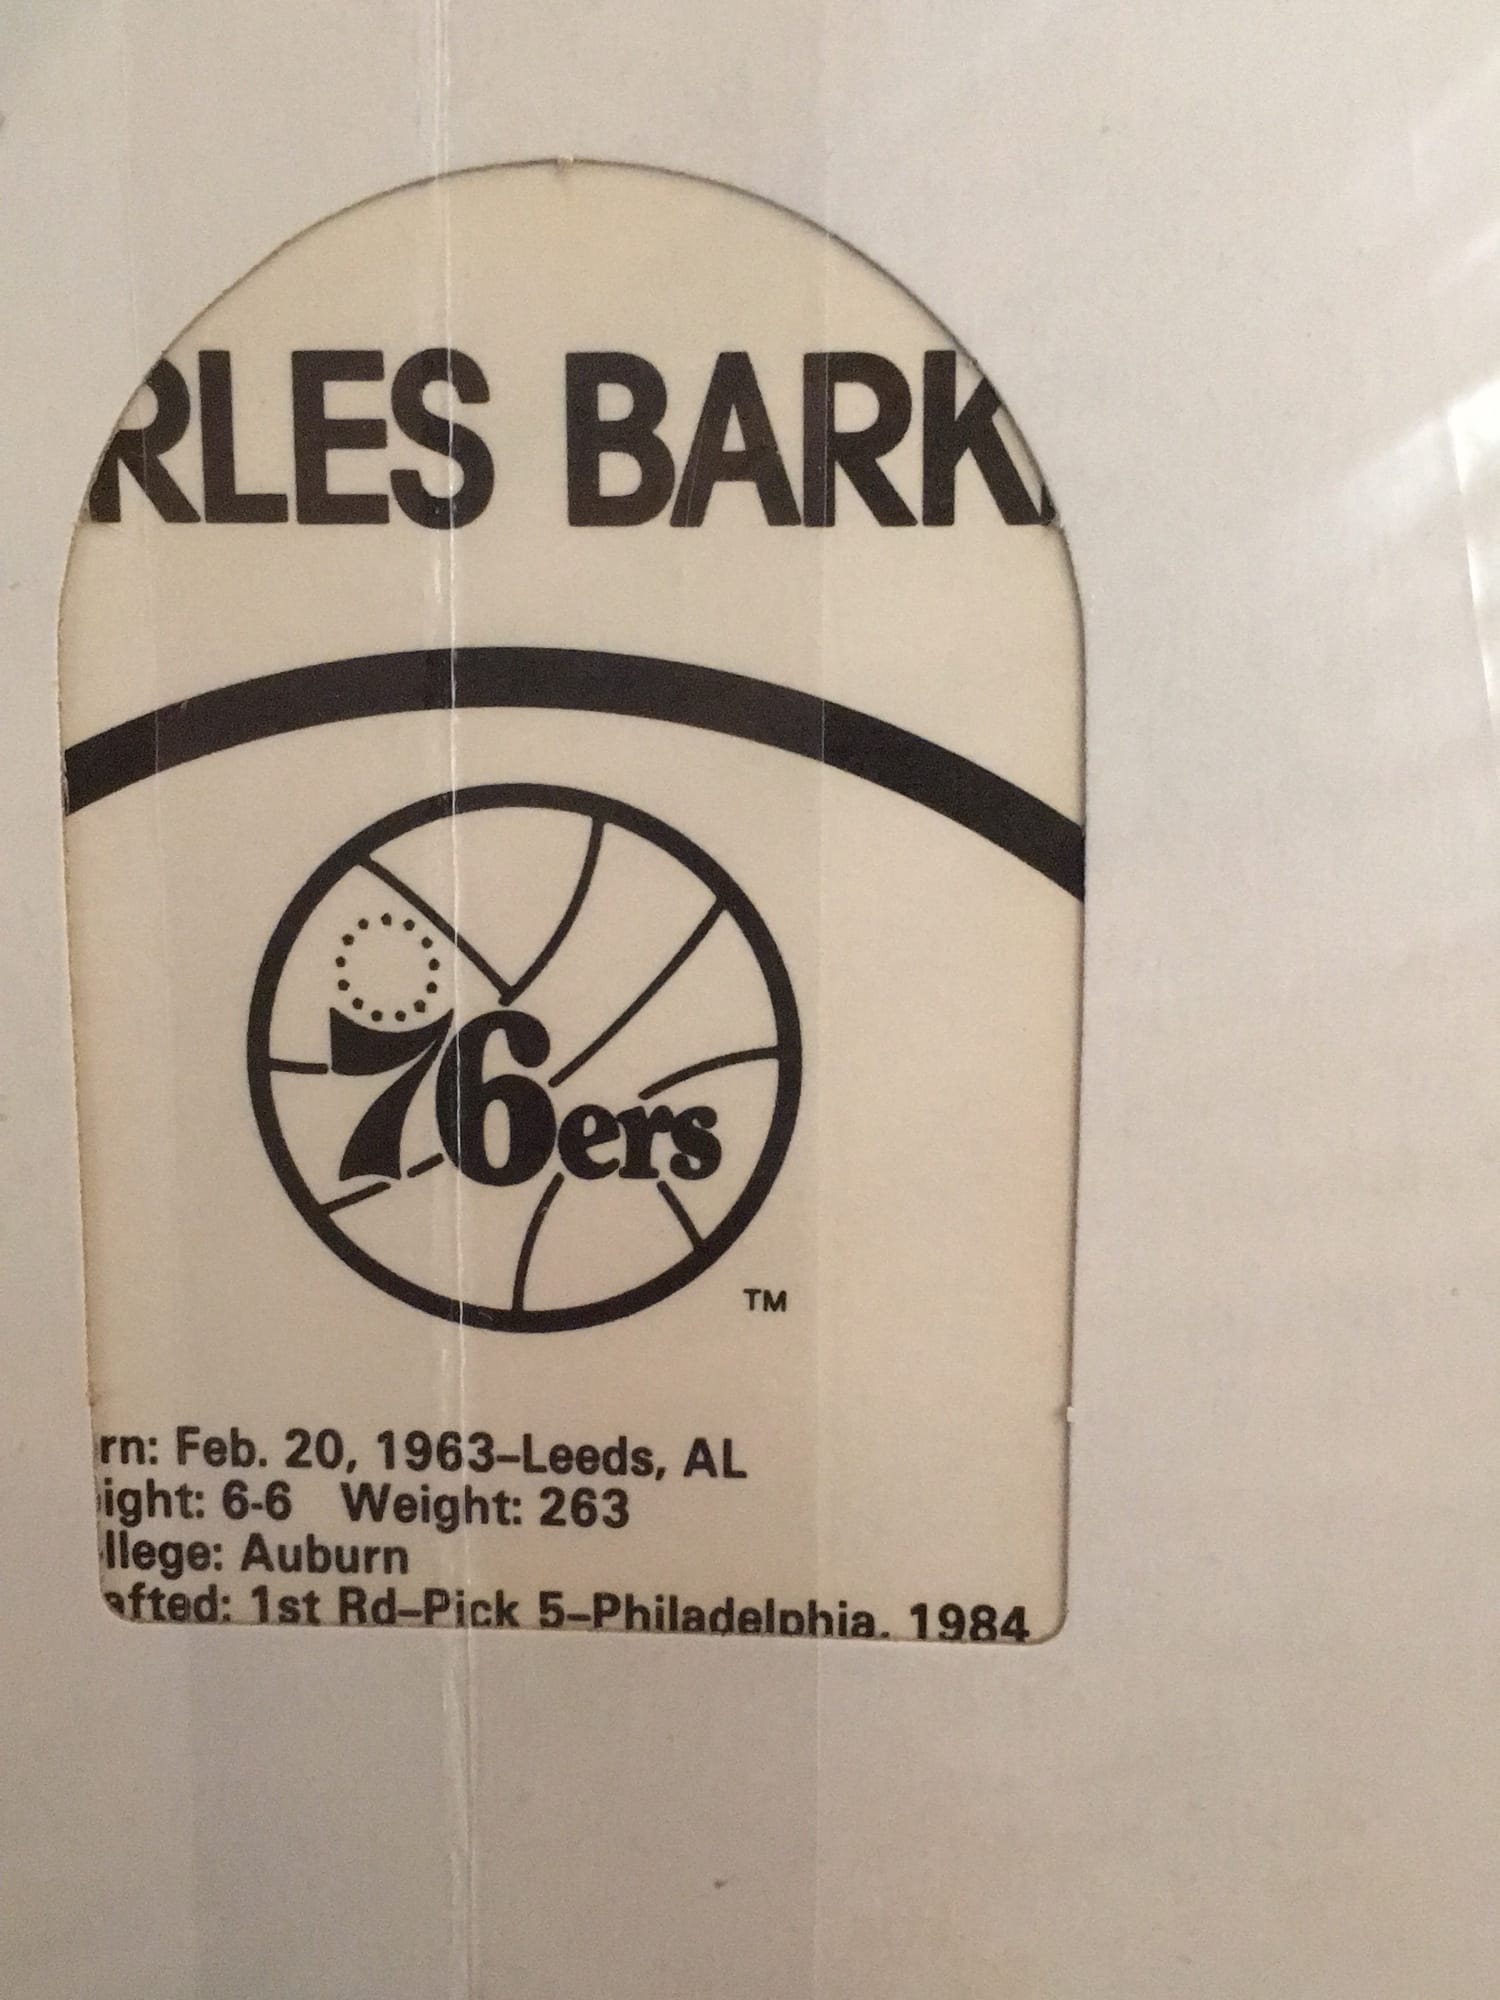 RLES BARK
76ers
TM
rn: Feb. 20, 1963–Leeds, AL
ight: 6-6 Weight: 263
llege: Auburn
afted: 1st Rd–Pick 5–Philadelphia, 1984